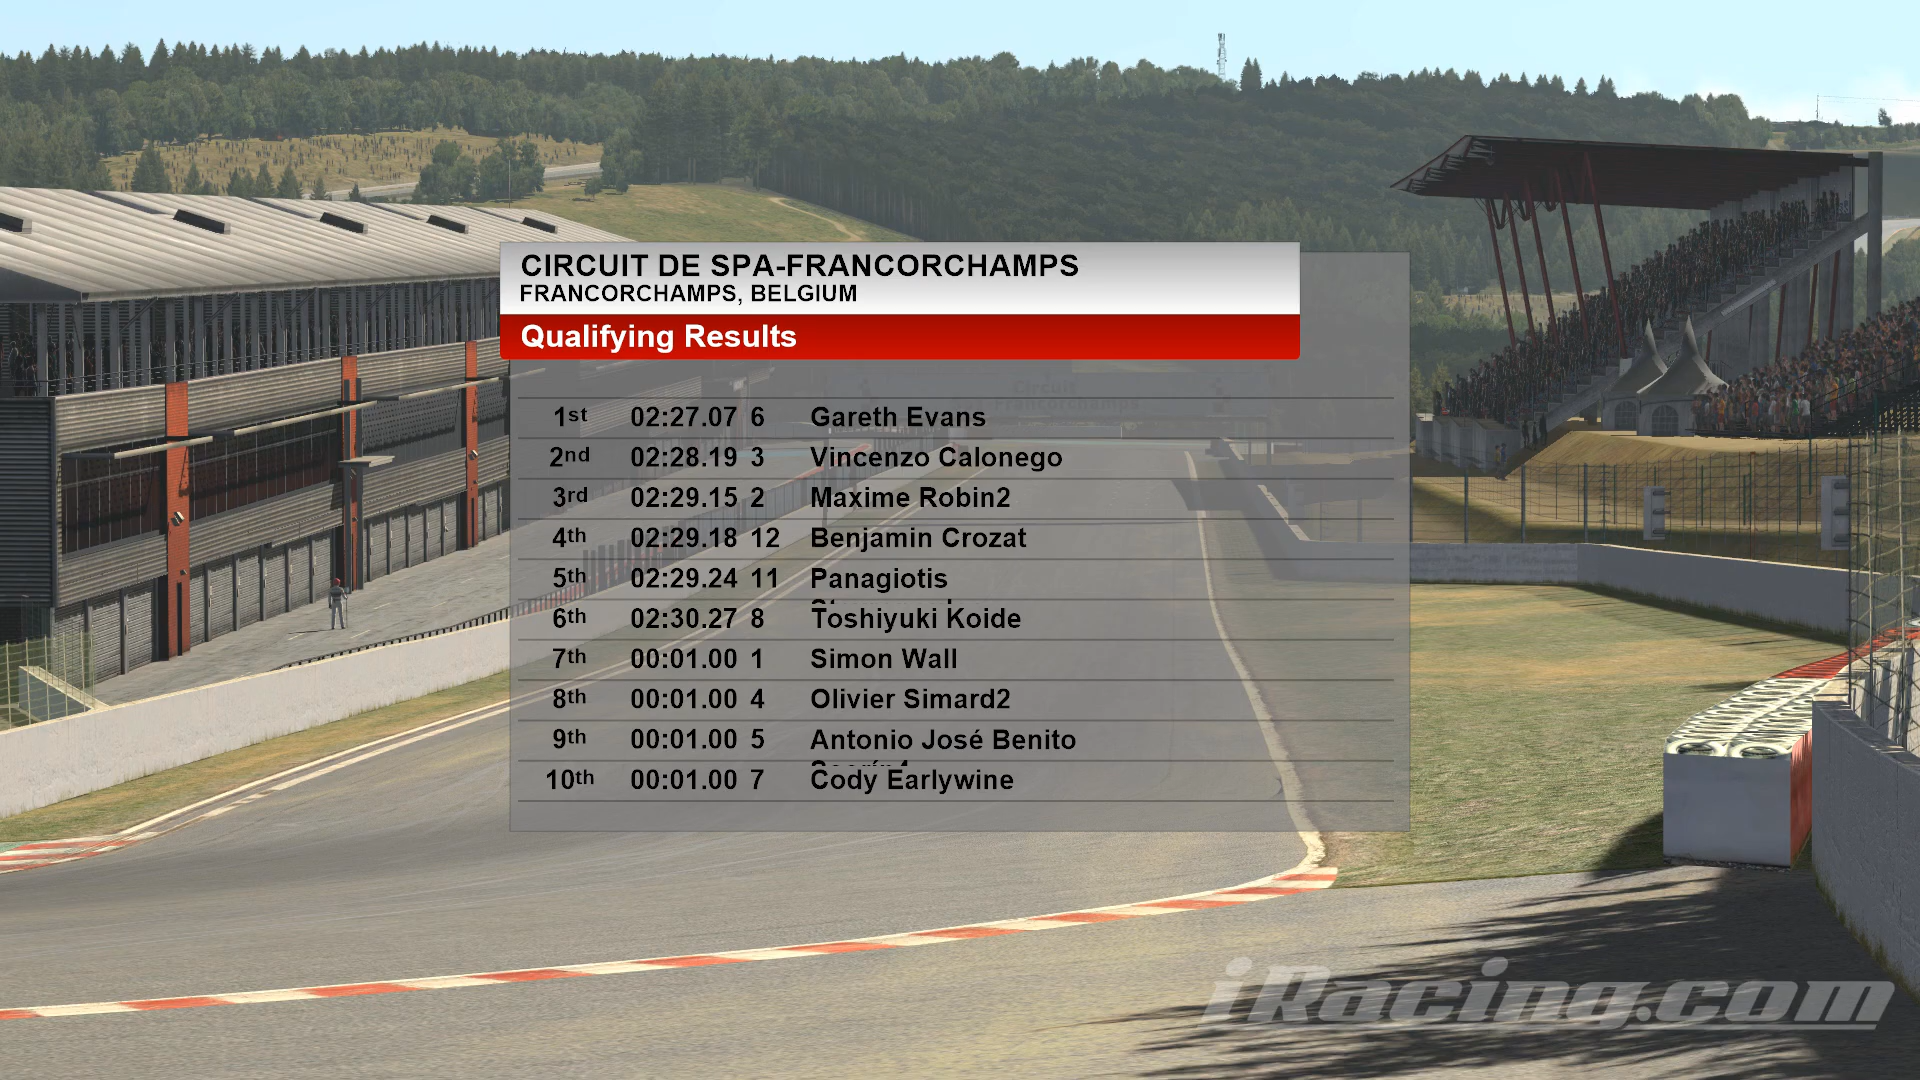 CIRCUIT DE SPA-FRANCORCHAMPS
FRANCORCHAMPS, BELGIUM
Qualifying Results
1st 02:27.07 6 Gareth Evans
2nd 02:28.19 3 Vincenzo Calonego
3rd 02:29.15 2 Maxime Robin2
4th 02:29.18 12 Benjamin Crozat
5th 02:29.24 11 Panagiotis
6th 02:30.27 8 Toshiyuki Koide
7th 00:01.00 1 Simon Wall
8th 00:01.00 4 Olivier Simard2
9th 00:01.00 5 Antonio José Benito
10th 00:01.00 7 Cody Earlywine
iRacing.com